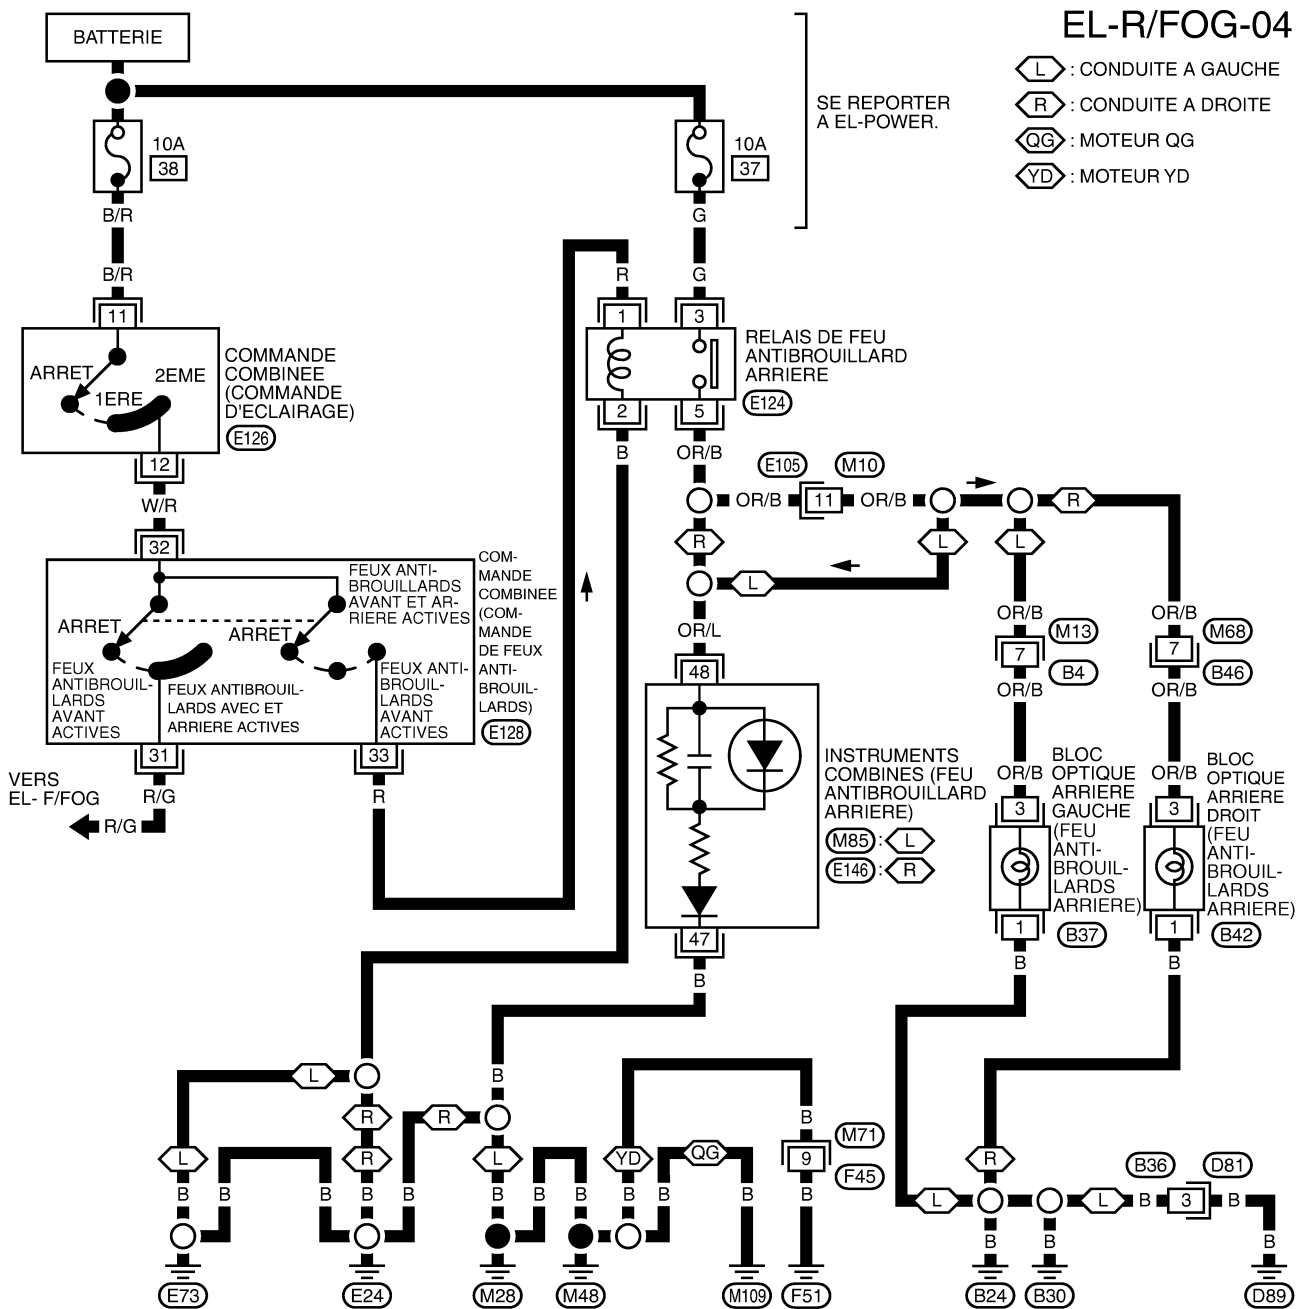 EL-R/FOG-04
BATTERIE
L : CONDUITE A GAUCHE
R : CONDUITE A DROITE
QG : MOTEUR QG
YD : MOTEUR YD
SE REPORTER
A EL-POWER.
10A
38
10A
37
B/R
G
B/R
R
G
11
1
3
COMMANDE
COMBINEE
(COMMANDE
D'ECLAIRAGE)
E126
ARRET
1ERE
2EME
RELAIS DE FEU
ANTIBROUILLARD
ARRIERE
E124
2
5
12
B
OR/B
W/R
E105
M10
OR/B
11
OR/B
R
32
R
L
L
L
COM-
MANDE
COMBINEE
(COM-
MANDE
DE FEUX
ANTI-
BROUIL-
LARDS)
E128
FEUX ANTI-
BROUILLARDS
AVANT ET AR-
RIERE ACTIVES
ARRET
ARRET
FEUX
ANTIBROUIL-
LARDS
AVANT
ACTIVES
FEUX ANTIBROUIL-
LARDS AVEC ET
ARRIERE ACTIVES
FEUX ANTI-
BROUIL-
LARDS
AVANT
ACTIVES
31
33
VERS
EL- F/FOG
R/G
R/G
R
OR/L
48
OR/B
OR/B
M13
7
B4
M68
7
B46
OR/B
OR/B
OR/B
OR/B
INSTRUMENTS
COMBINES (FEU
ANTIBROUILLARD
ARRIERE)
M85 : L
E146 : R
47
B
BLOC
OPTIQUE
ARRIERE
GAUCHE
(FEU
ANTI-
BROUIL-
LARDS
ARRIERE)
B37
3
1
B
BLOC
OPTIQUE
ARRIERE
DROIT
(FEU
ANTI-
BROUIL-
LARDS
ARRIERE)
B42
3
1
B
L
B
R
R
B
M71
9
F45
L
R
L
YD
QG
R
B36
D81
B
B
B
B
B
B
B
B
B
B
B
B
L
L
B
3
B
B
B
B
E73
E24
M28
M48
M109
F51
B24
B30
D89